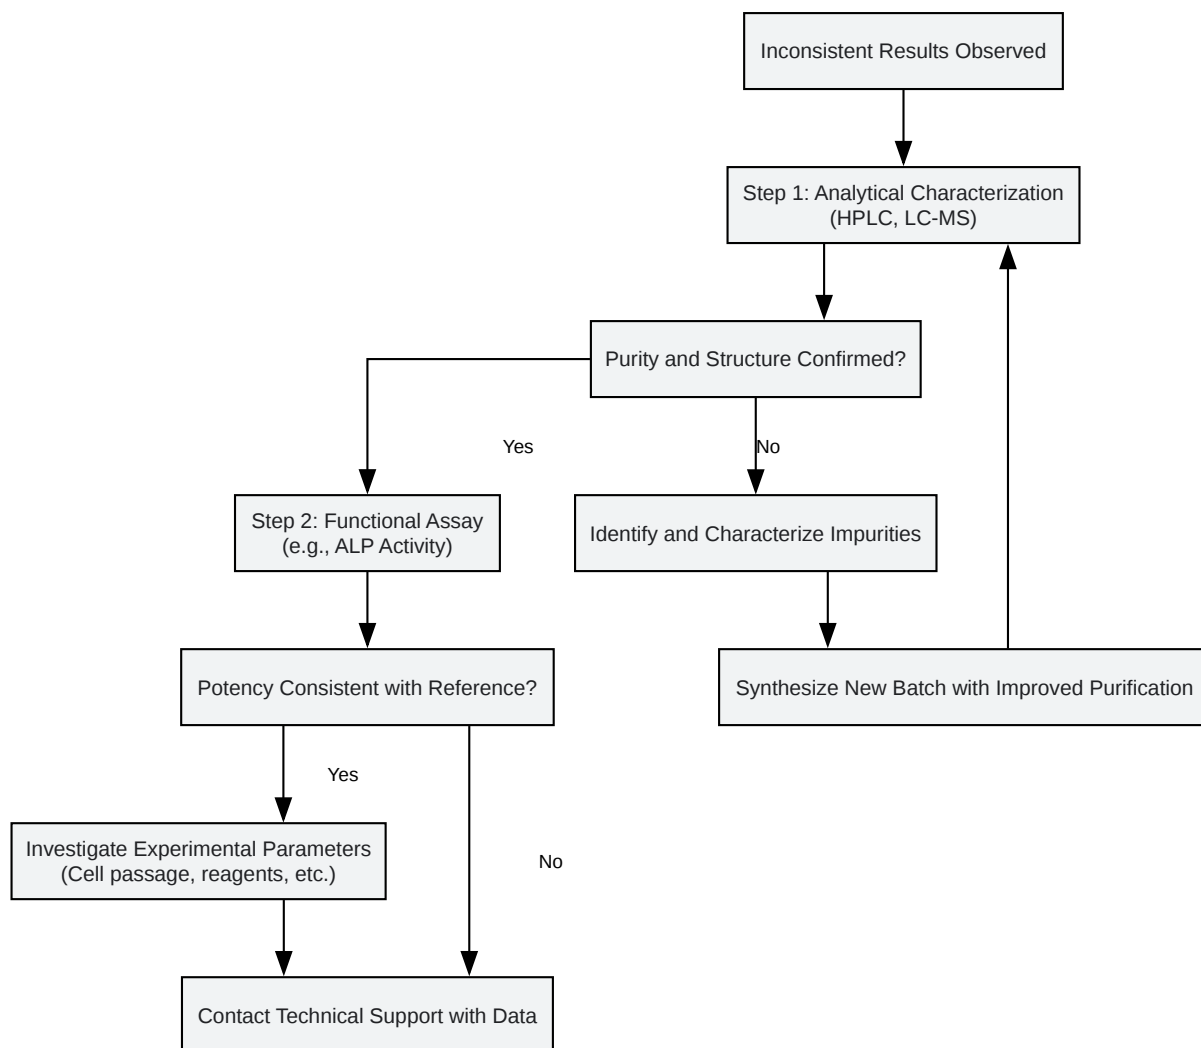 Inconsistent Results Observed
Step 1: Analytical Characterization
(HPLC, LC-MS)
Purity and Structure Confirmed?
Yes
No
Step 2: Functional Assay
(e.g., ALP Activity)
Identify and Characterize Impurities
Potency Consistent with Reference?
Synthesize New Batch with Improved Purification
Yes
Investigate Experimental Parameters
(Cell passage, reagents, etc.)
No
Contact Technical Support with Data